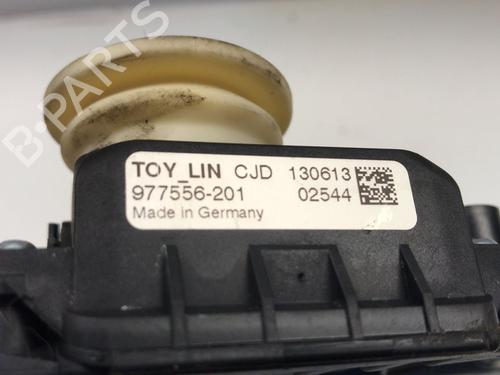 B-PARTS
TOY_LIN CJD 130613
977556-201 02544
Made in Germany